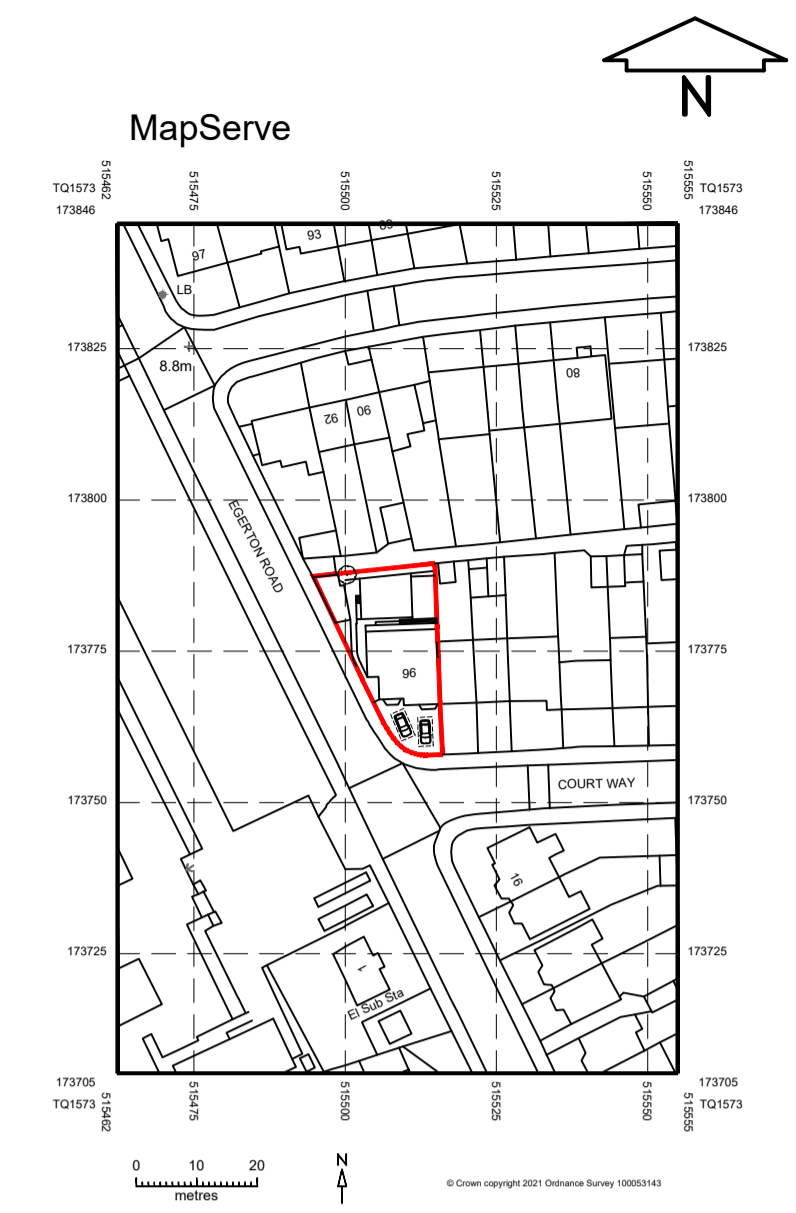 N
MapServe
515462
515475
515500
515525
515550
515555
TQ1573
TQ1573
173846
173846
97
93
89
LB
173825
173825
8.8m
80
92
90
173800
173800
EGERTON ROAD
173775
173775
96
COURT WAY
173750
173750
16
173725
173725
1
El Sub Sta
173705
173705
TQ1573
TQ1573
515462
515475
515500
515525
515550
515555
0 10 20
metres
N
© Crown copyright 2021 Ordnance Survey 100053143